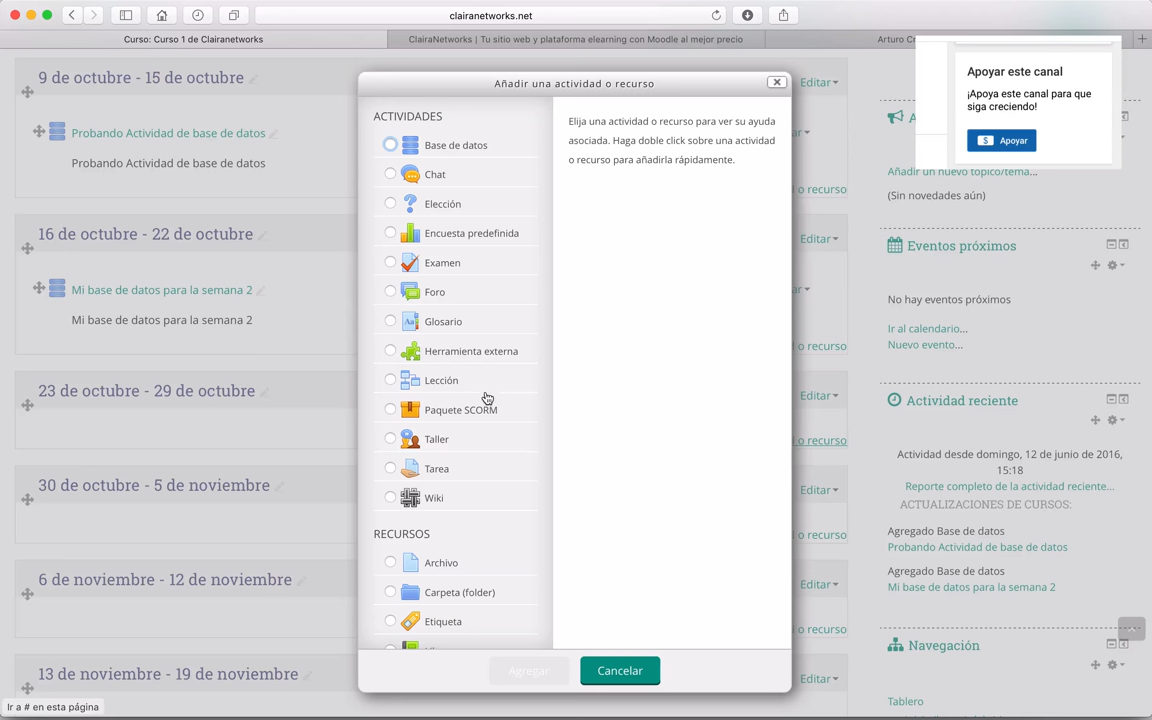 clairanetworks.net
Curso: Curso 1 de Clairanetworks
ClairaNetworks | Tu sitio web y plataforma elearning con Moodle al mejor precio
Arturo Cr
9 de octubre - 15 de octubre
Editar
Probando Actividad de base de datos
Probando Actividad de base de datos
o recurso
16 de octubre - 22 de octubre
Editar
Mi base de datos para la semana 2
ar
Mi base de datos para la semana 2
o recurso
23 de octubre - 29 de octubre
Editar
o recurso
30 de octubre - 5 de noviembre
Editar
o recurso
6 de noviembre - 12 de noviembre
Editar
o recurso
13 de noviembre - 19 de noviembre
Editar
Ir a # en esta página
Añadir una actividad o recurso
ACTIVIDADES
Base de datos
Chat
Elección
Encuesta predefinida
Examen
Foro
Glosario
Herramienta externa
Lección
Paquete SCORM
Taller
Tarea
Wiki
RECURSOS
Archivo
Carpeta (folder)
Etiqueta
Elija una actividad o recurso para ver su ayuda
asociada. Haga doble click sobre una actividad
o recurso para añadirla rápidamente.
Agregar
Cancelar
Apoyar este canal
¡Apoya este canal para que
siga creciendo!
$ Apoyar
A
Añadir un nuevo tópico/tema...
(Sin novedades aún)
Eventos próximos
No hay eventos próximos
Ir al calendario...
Nuevo evento...
Actividad reciente
Actividad desde domingo, 12 de junio de 2016,
15:18
Reporte completo de la actividad reciente...
ACTUALIZACIONES DE CURSOS:
Agregado Base de datos
Probando Actividad de base de datos
Agregado Base de datos
Mi base de datos para la semana 2
Navegación
Tablero